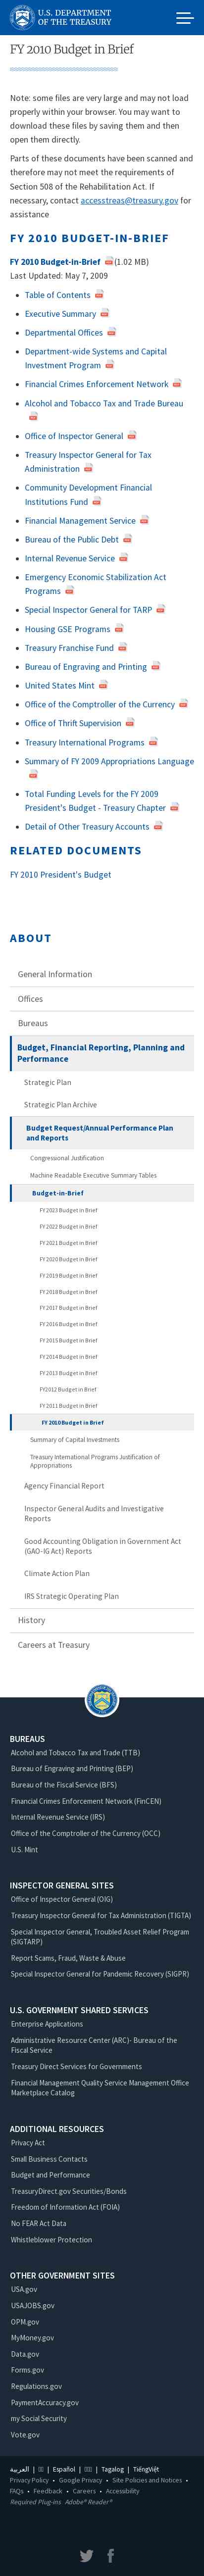 U.S. DEPARTMENT
OF THE TREASURY
FY 2010 Budget in Brief
Note: some files are very large and may not load
properly within your browser. You may want to
download these files by saving them and and then
open them directly.
Parts of these documents have been scanned and
therefore may not meet the requirements of
Section 508 of the Rehabilitation Act. If
necessary, contact accesstreas@treasury.gov for
assistance
FY 2010 BUDGET-IN-BRIEF
FY 2010 Budget-in-Brief (1.02 MB)
Last Updated: May 7, 2009
Table of Contents
Executive Summary
Departmental Offices
Department-wide Systems and Capital
Investment Program
Financial Crimes Enforcement Network
Alcohol and Tobacco Tax and Trade Bureau
Office of Inspector General
Treasury Inspector General for Tax
Administration
Community Development Financial
Institutions Fund
Financial Management Service
Bureau of the Public Debt
Internal Revenue Service
Emergency Economic Stabilization Act
Programs
Special Inspector General for TARP
Housing GSE Programs
Treasury Franchise Fund
Bureau of Engraving and Printing
United States Mint
Office of the Comptroller of the Currency
Office of Thrift Supervision
Treasury International Programs
Summary of FY 2009 Appropriations Language
Total Funding Levels for the FY 2009
President's Budget - Treasury Chapter
Detail of Other Treasury Accounts
RELATED DOCUMENTS
FY 2010 President's Budget
ABOUT
General Information
Offices
Bureaus
Budget, Financial Reporting, Planning and
Performance
Strategic Plan
Strategic Plan Archive
Budget Request/Annual Performance Plan
and Reports
Congressional Justification
Machine Readable Executive Summary Tables
Budget-in-Brief
FY 2023 Budget in Brief
FY 2022 Budget in Brief
FY 2021 Budget in Brief
FY 2020 Budget in Brief
FY 2019 Budget in Brief
FY 2018 Budget in Brief
FY 2017 Budget in Brief
FY 2016 Budget in Brief
FY 2015 Budget in Brief
FY 2014 Budget in Brief
FY 2013 Budget in Brief
FY2012 Budget in Brief
FY 2011 Budget in Brief
FY 2010 Budget in Brief
Summary of Capital Investments
Treasury International Programs Justification of
Appropriations
Agency Financial Report
Inspector General Audits and Investigative
Reports
Good Accounting Obligation in Government Act
(GAO-IG Act) Reports
Climate Action Plan
IRS Strategic Operating Plan
History
Careers at Treasury
BUREAUS
Alcohol and Tobacco Tax and Trade (TTB)
Bureau of Engraving and Printing (BEP)
Bureau of the Fiscal Service (BFS)
Financial Crimes Enforcement Network (FinCEN)
Internal Revenue Service (IRS)
Office of the Comptroller of the Currency (OCC)
U.S. Mint
INSPECTOR GENERAL SITES
Office of Inspector General (OIG)
Treasury Inspector General for Tax Administration (TIGTA)
Special Inspector General, Troubled Asset Relief Program
(SIGTARP)
Report Scams, Fraud, Waste & Abuse
Special Inspector General for Pandemic Recovery (SIGPR)
U.S. GOVERNMENT SHARED SERVICES
Enterprise Applications
Administrative Resource Center (ARC)- Bureau of the
Fiscal Service
Treasury Direct Services for Governments
Financial Management Quality Service Management Office
Marketplace Catalog
ADDITIONAL RESOURCES
Privacy Act
Small Business Contacts
Budget and Performance
TreasuryDirect.gov Securities/Bonds
Freedom of Information Act (FOIA)
No FEAR Act Data
Whistleblower Protection
OTHER GOVERNMENT SITES
USA.gov
USAJOBS.gov
OPM.gov
MyMoney.gov
Data.gov
Forms.gov
Regulations.gov
PaymentAccuracy.gov
my Social Security
Vote.gov
العربية | | Español | | Tagalog | TiếngViệt
Privacy Policy • Google Privacy • Site Policies and Notices •
FAQs • Feedback • Careers • Accessibility
Required Plug-ins Adobe® Reader®